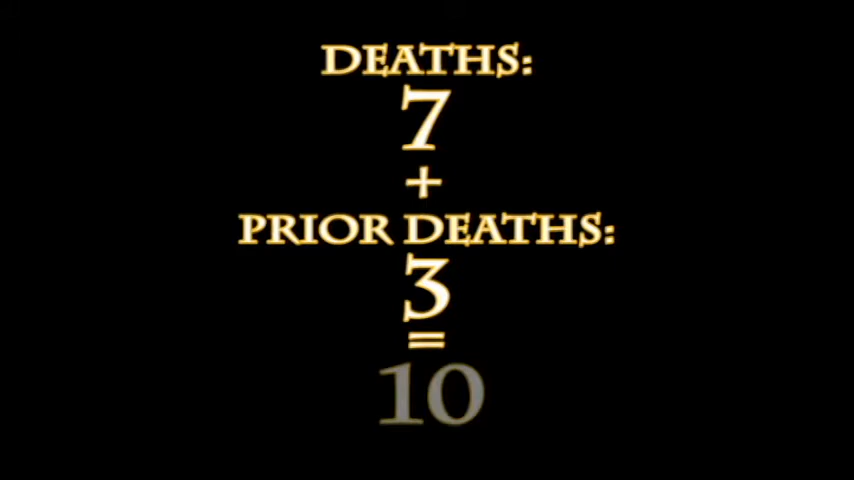 DEATHS:
7
+
PRIOR DEATHS:
3
=
10